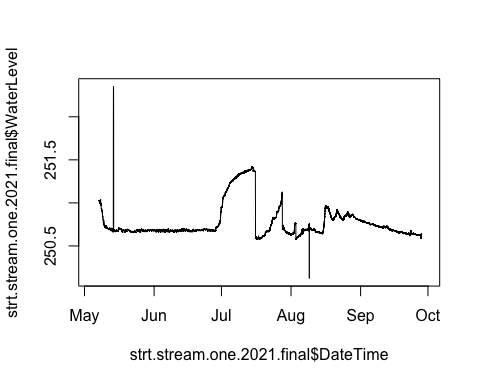 strt.stream.one.2021.final$WaterLevel
251.5
250.5
May Jun Jul Aug Sep Oct
strt.stream.one.2021.final$DateTime